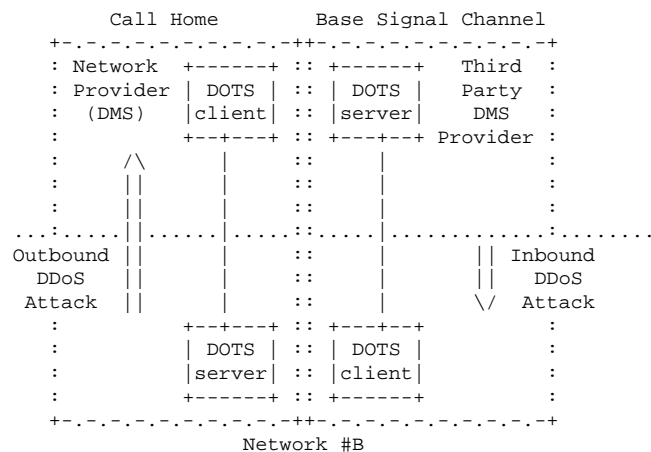 Call Home Base Signal Channel
Network Third
Provider DOTS DOTS Party
(DMS) client server DMS
Provider
Outbound Inbound
DDoS DDoS
Attack Attack
DOTS DOTS
server client
Network #B